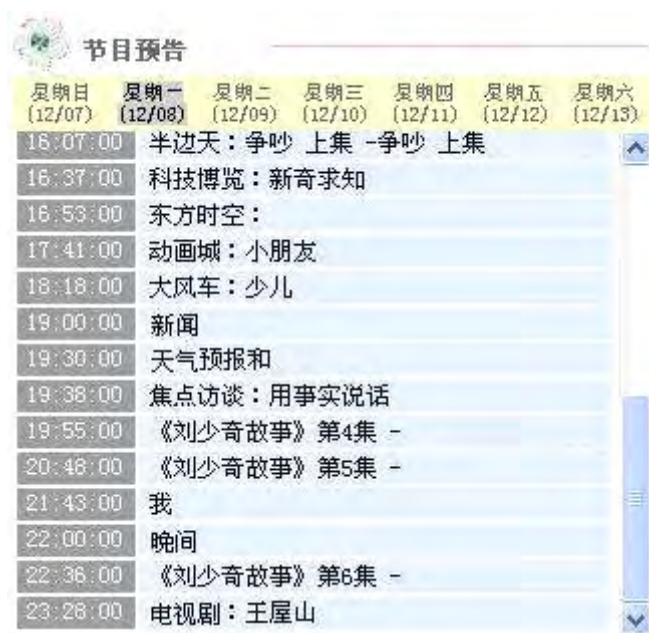 节目预告
星期日 星期一 星期二 星期三 星期四 星期五 星期六
(12/07) (12/08) (12/09) (12/10) (12/11) (12/12) (12/13)
16:07:00 半边天：争吵 上集 -争吵 上集
16:37:00 科技博览：新奇求知
16:53:00 东方时空：
17:41:00 动画城：小朋友
18:18:00 大风车：少儿
19:00:00 新闻
19:30:00 天气预报和
19:38:00 焦点访谈：用事实说话
19:55:00 《刘少奇故事》第4集 -
20:48:00 《刘少奇故事》第5集 -
21:43:00 我
22:00:00 晚间
22:36:00 《刘少奇故事》第6集 -
23:28:00 电视剧：王屋山